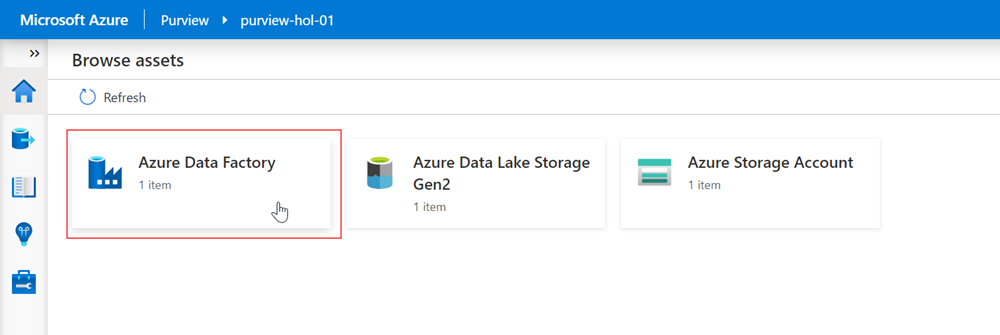 Microsoft Azure Purview purview-hol-01
Browse assets
Refresh
Azure Data Factory
1 item
Azure Data Lake Storage
Gen2
1 item
Azure Storage Account
1 item